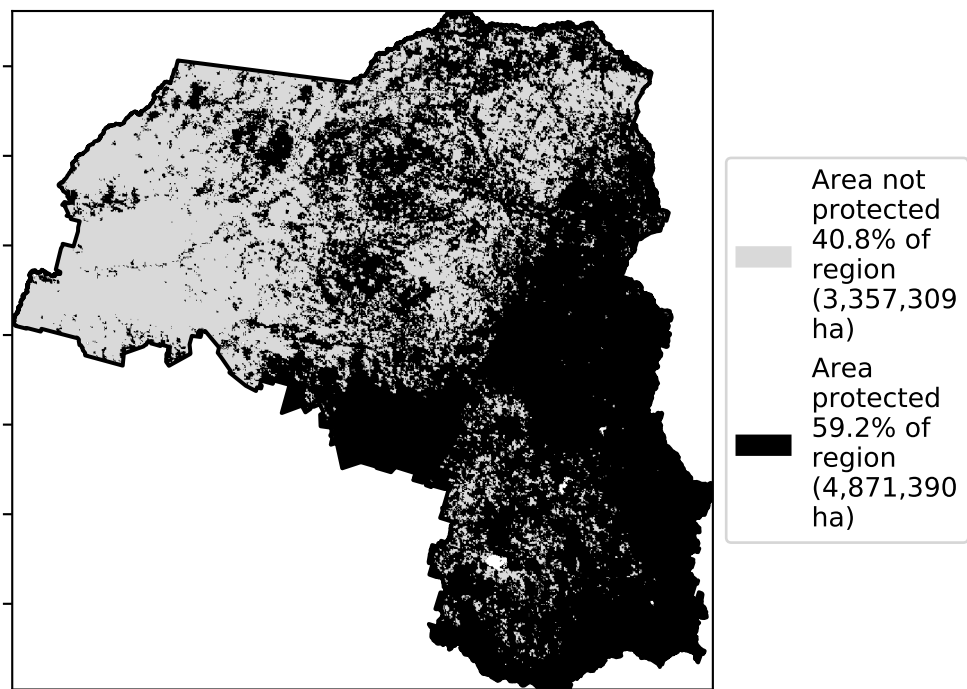 Area not
protected
40.8% of
region
(3,357,309
ha)
Area
protected
59.2% of
region
(4,871,390
ha)